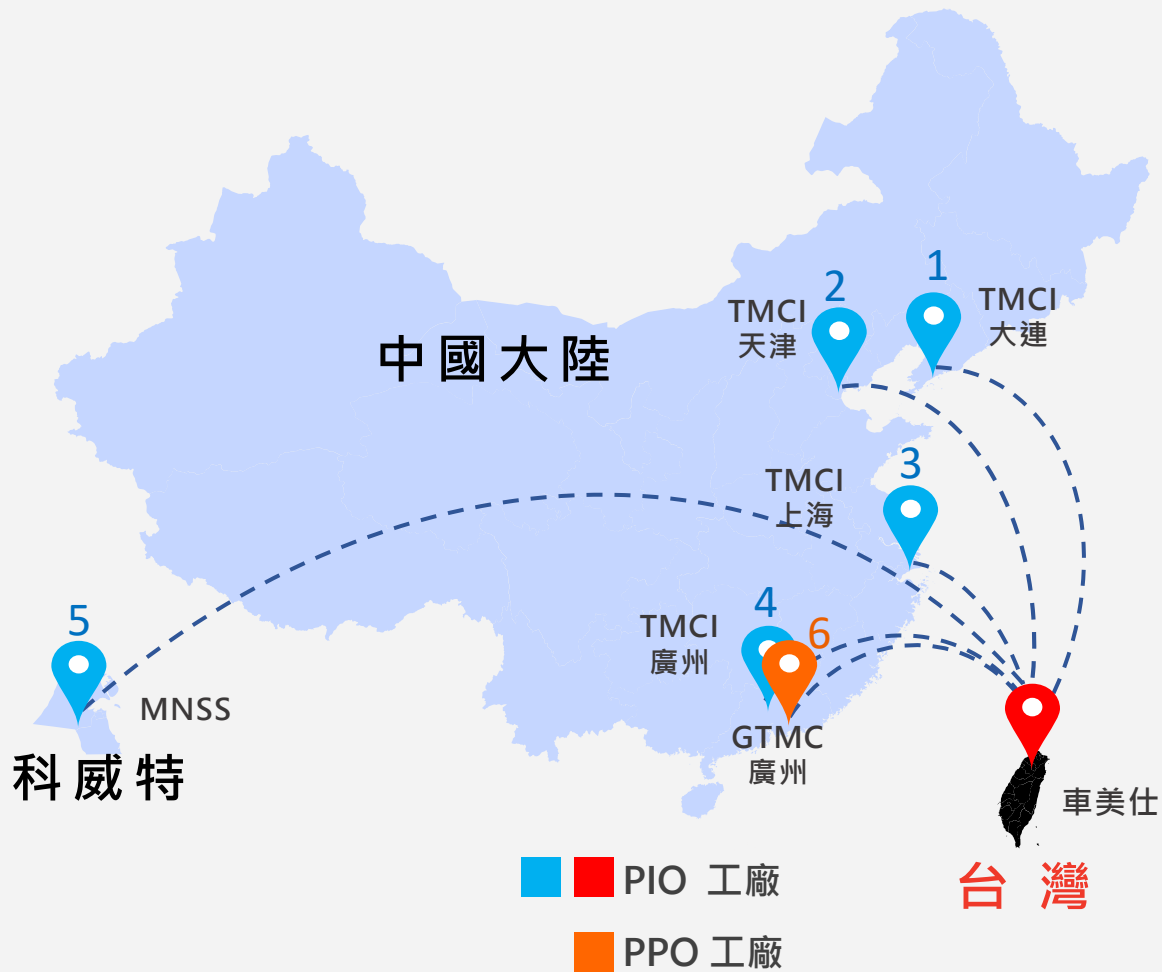 1
2
TMCI
大連
TMCI
天津
中國大陸
3
TMCI
上海
4
6
TMCI
廣州
5
MNSS
GTMC
廣州
科威特
車美仕
台灣
PIO 工廠
PPO 工廠